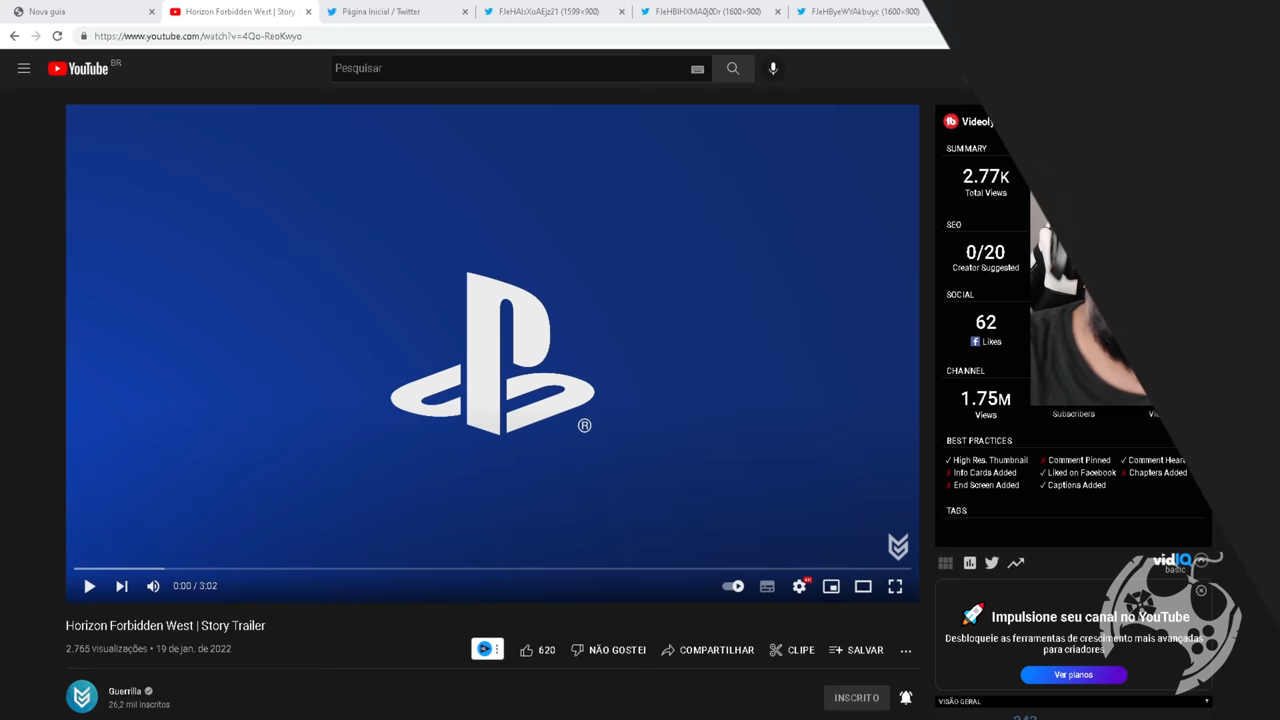 Nova guia
Horizon Forbidden West | Story
Página Inicial / Twitter
FJeHAlsXoAEjz21 (1599×900)
FJeHBIHXMA0j0Dr (1600×900)
FJeHByeWYAkbuyc (1600×900)
https://www.youtube.com/watch?v=4Qo-ReoKwyo
YouTube BR
Pesquisar
®
0:00 / 3:02
Horizon Forbidden West | Story Trailer
2.765 visualizações • 19 de jan. de 2022
620
NÃO GOSTEI
COMPARTILHAR
CLIPE
SALVAR
Guerrilla
26,2 mil inscritos
INSCRITO
SUMMARY
2.77K
Total Views
SEO
0/20
Creator Suggested
SOCIAL
62
Likes
CHANNEL
1.75M
Views
Subscribers
BEST PRACTICES
✓ High Res. Thumbnail ✗ Comment Pinned ✓ Comment Hear
✗ Info Cards Added ✓ Liked on Facebook ✗ Chapters Added
✗ End Screen Added ✓ Captions Added
TAGS
vidIQ
basic
Impulsione seu canal no YouTube
Desbloqueie as ferramentas de crescimento mais avançadas
para criadores
Ver planos
VISÃO GERAL